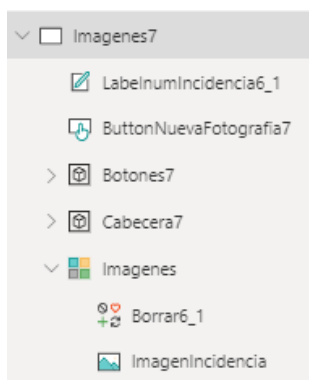 Imagenes7
LabelnumIncidencia6_1
ButtonNuevaFotografia7
Botones7
Cabecera7
Imagenes
Borrar6_1
ImagenIncidencia